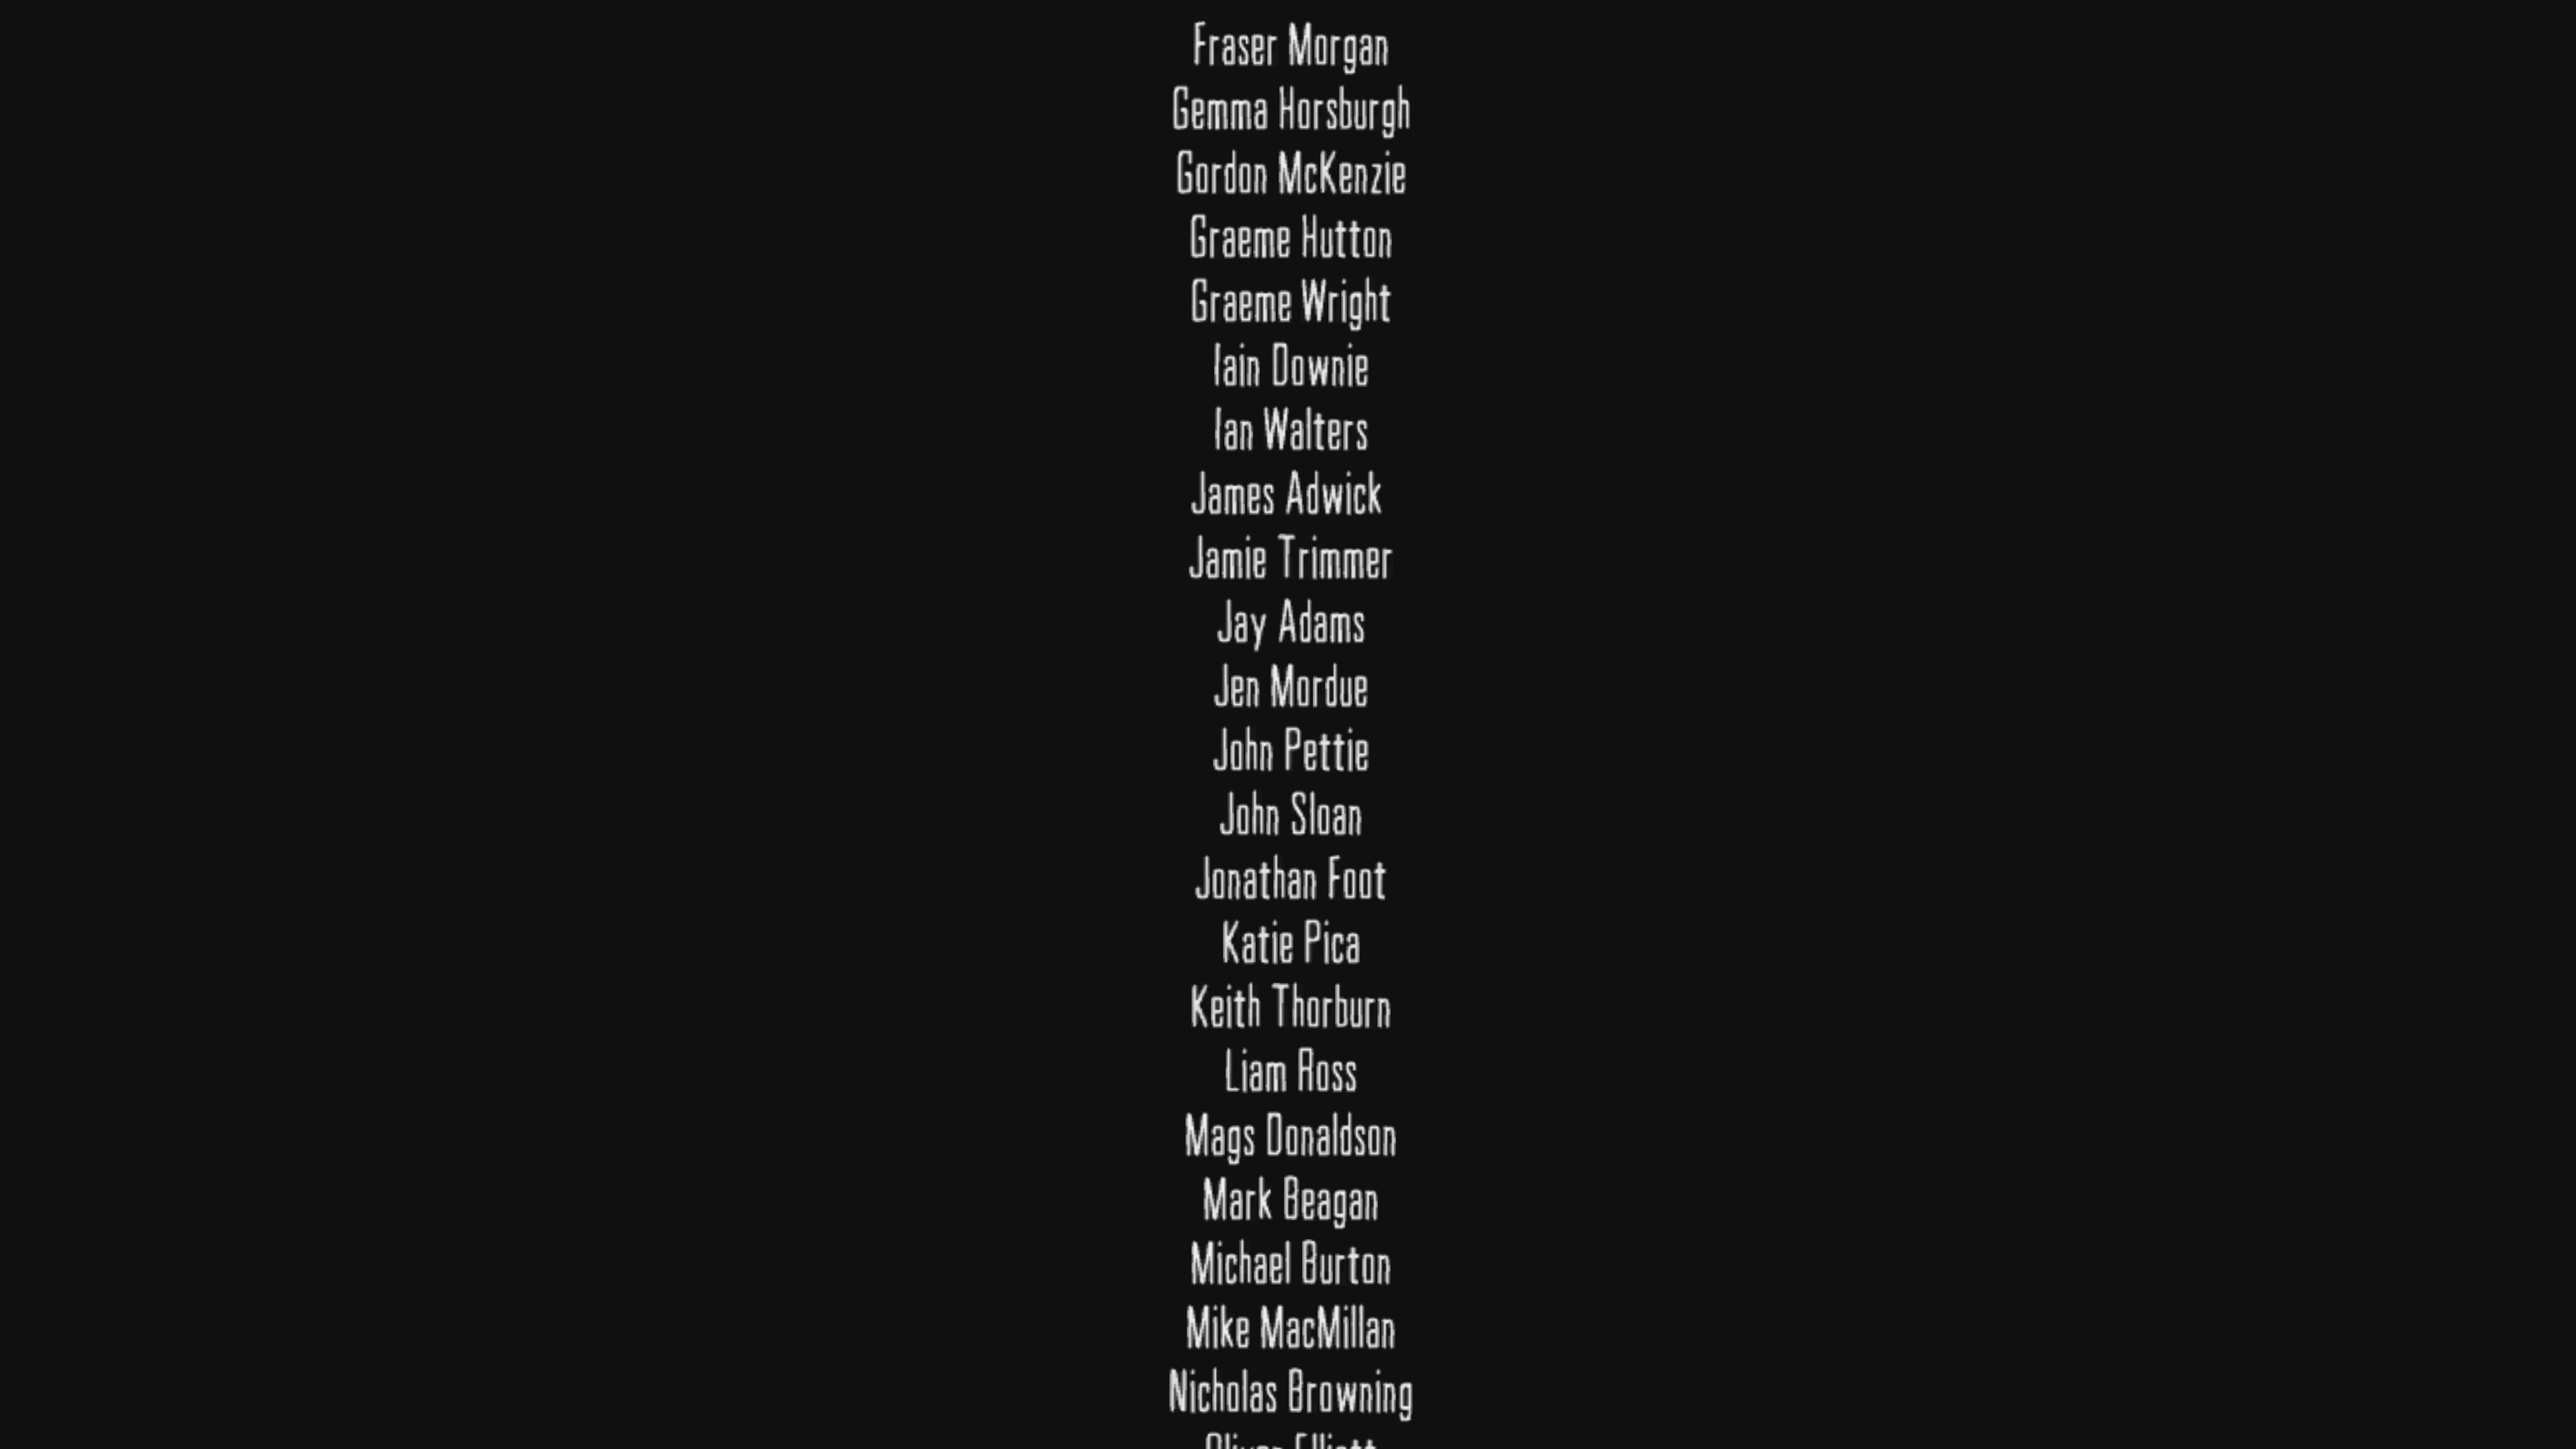 Fraser Morgan
Gemma Horsburgh
Gordon McKenzie
Graeme Hutton
Graeme Wright
Iain Downie
Ian Walters
James Adwick
Jamie Trimmer
Jay Adams
Jen Mordue
John Pettie
John Sloan
Jonathan Foot
Katie Pica
Keith Thorburn
Liam Ross
Mags Donaldson
Mark Beagan
Michael Burton
Mike MacMillan
Nicholas Browning